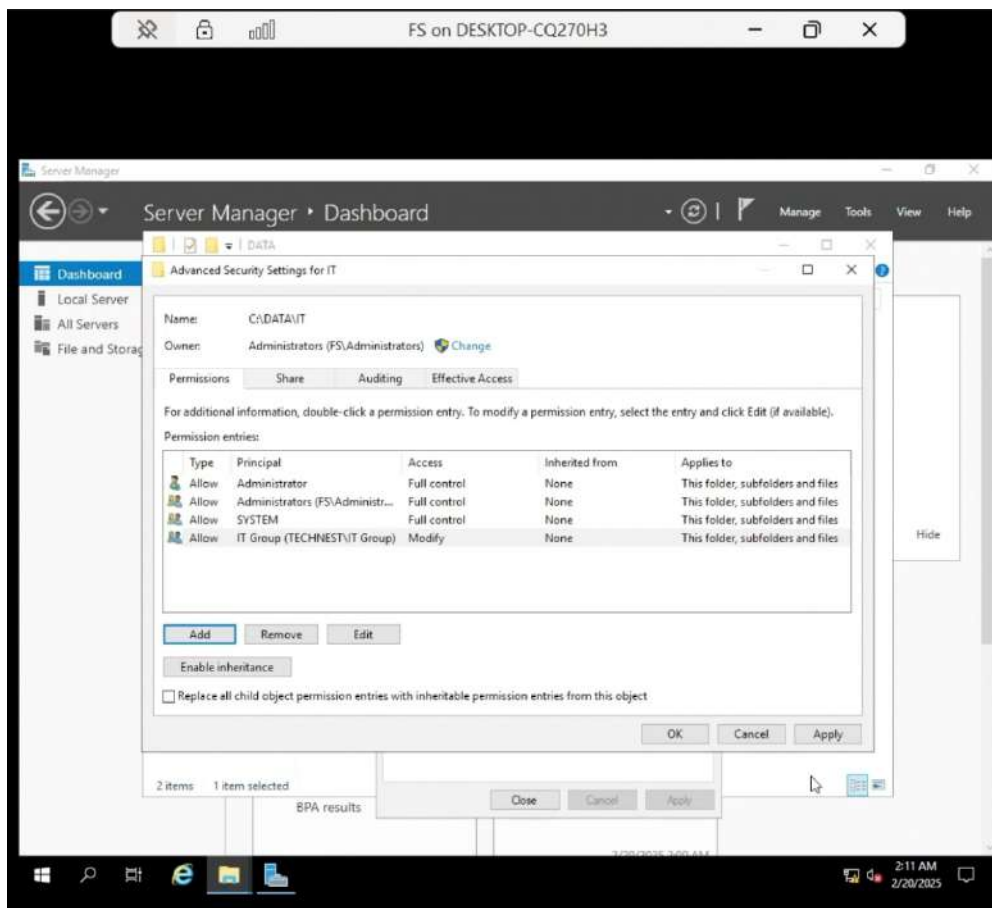 FS on DESKTOP-CQ270H3
Server Manager
Server Manager • Dashboard
Manage Tools View Help
DATA
Dashboard
Local Server
All Servers
File and Storag
Advanced Security Settings for IT
Name: C:\DATA\IT
Owner: Administrators (FS\Administrators) Change
Permissions Share Auditing Effective Access
For additional information, double-click a permission entry. To modify a permission entry, select the entry and click Edit (if available).
Permission entries:
Type Principal Access Inherited from Applies to
Allow Administrator Full control None This folder, subfolders and files
Allow Administrators (FS\Administr... Full control None This folder, subfolders and files
Allow SYSTEM Full control None This folder, subfolders and files
Allow IT Group (TECHNEST\IT Group) Modify None This folder, subfolders and files
Hide
Add Remove Edit
Enable inheritance
Replace all child object permission entries with inheritable permission entries from this object
OK Cancel Apply
2 items 1 item selected
BPA results
Close Cancel Apply
2/20/2025 2:00 AM
2:11 AM
2/20/2025